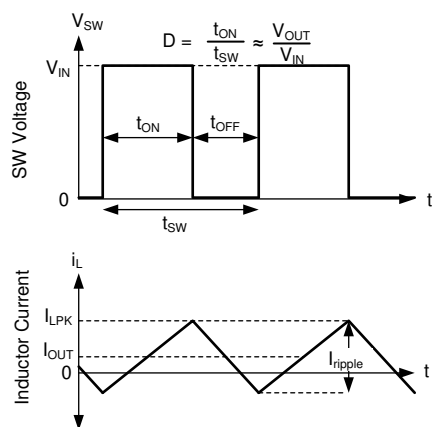 V_SW
D = t_ON / t_SW ≈ V_OUT / V_IN
V_IN
SW Voltage
t_ON
t_OFF
0
t
t_SW
i_L
Inductor Current
I_LPK
I_OUT
I_ripple
0
t